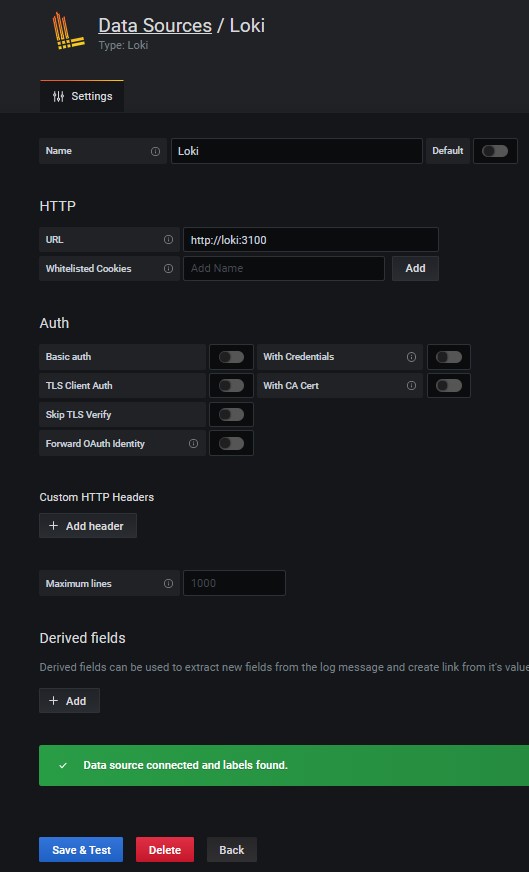 Data Sources / Loki
Type: Loki
Settings
Name Loki Default
HTTP
URL http://loki:3100
Whitelisted Cookies Add Name Add
Auth
Basic auth With Credentials
TLS Client Auth With CA Cert
Skip TLS Verify
Forward OAuth Identity
Custom HTTP Headers
+ Add header
Maximum lines 1000
Derived fields
Derived fields can be used to extract new fields from the log message and create link from it's value
+ Add
Data source connected and labels found.
Save & Test Delete Back